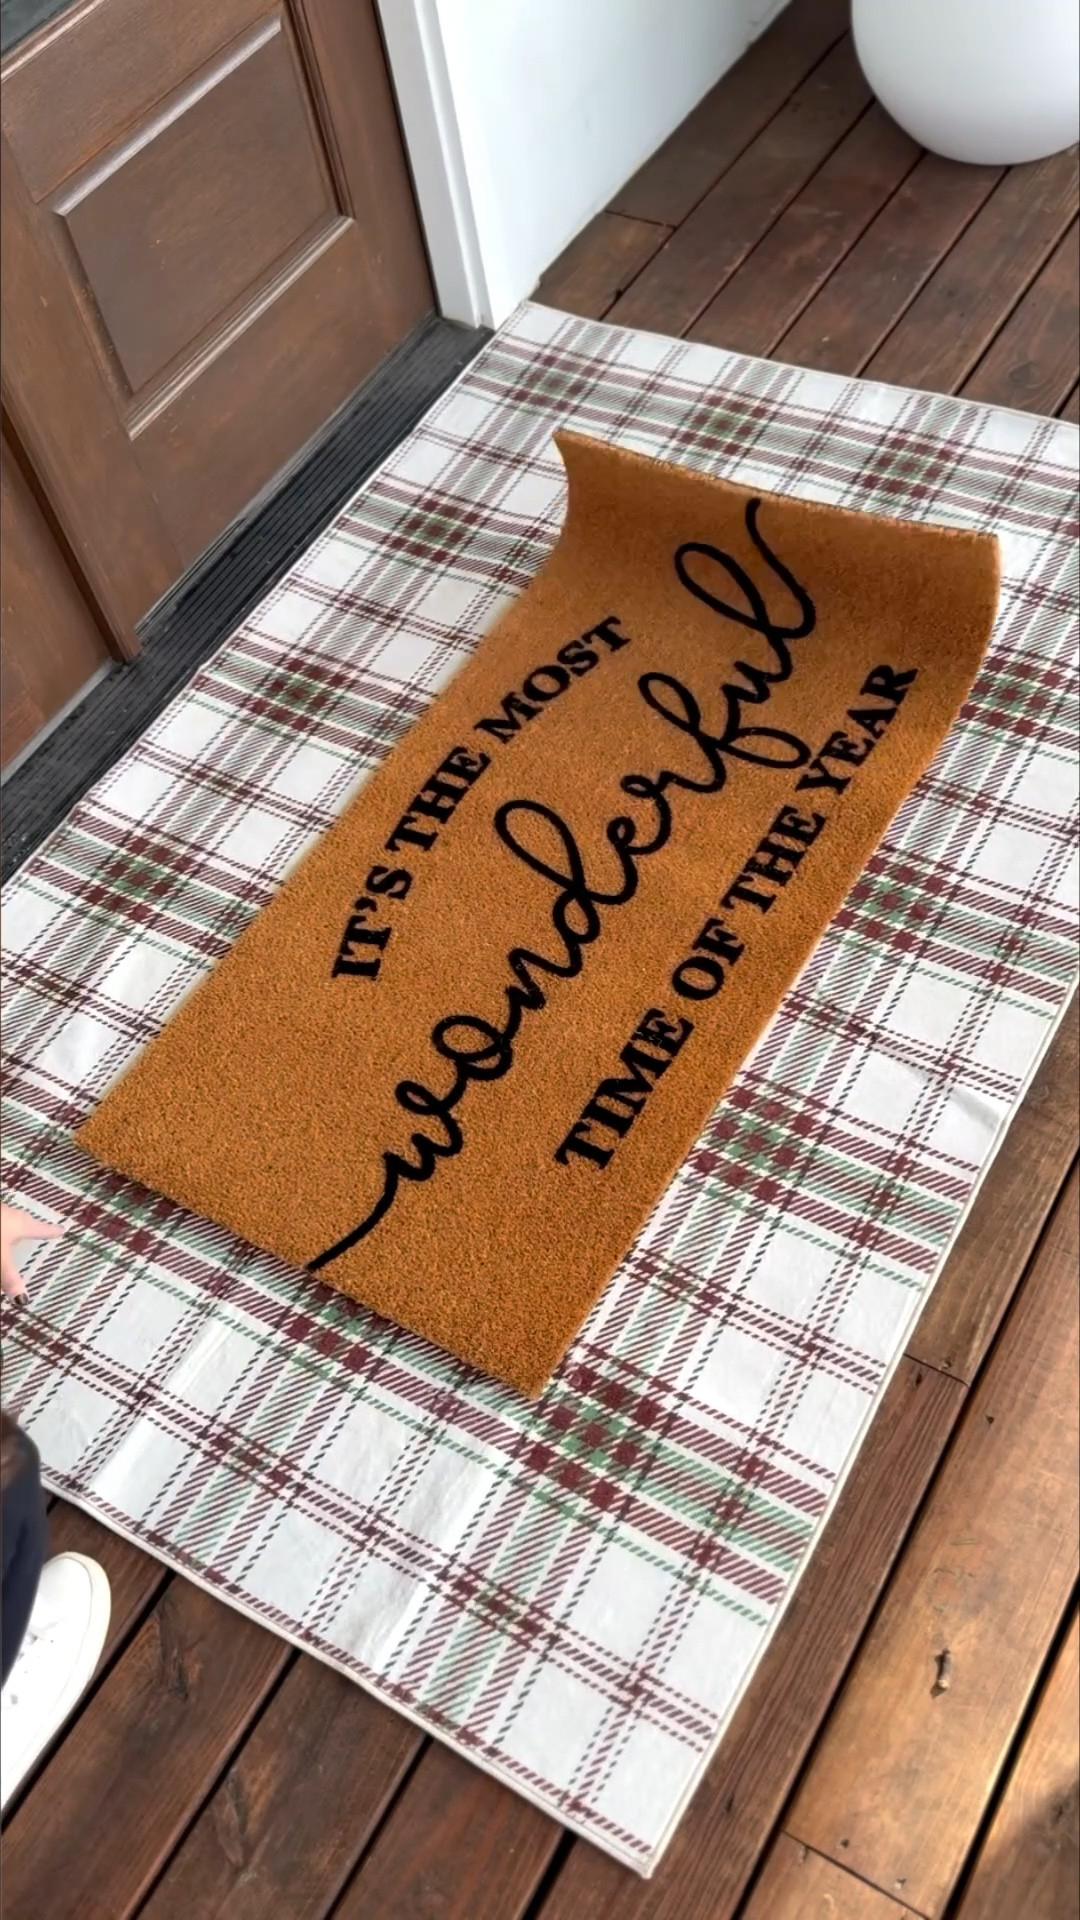 IT'S THE MOST
wonderful
TIME OF THE YEAR